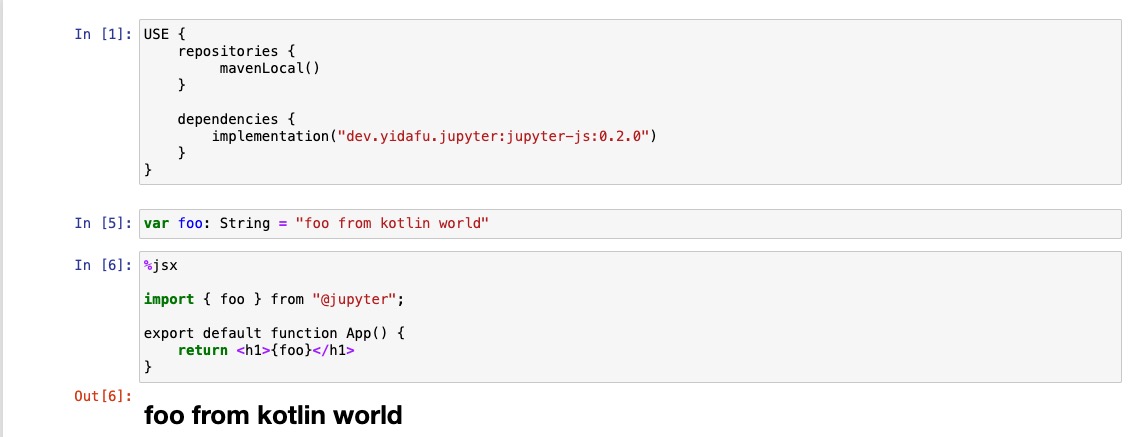 In [1]: USE {
    repositories {
         mavenLocal()
    }
    dependencies {
        implementation("dev.yidafu.jupyter:jupyter-js:0.2.0")
    }
}
In [5]: var foo: String = "foo from kotlin world"
In [6]: %jsx
import { foo } from "@jupyter";
export default function App() {
    return <h1>{foo}</h1>
}
Out[6]:
foo from kotlin world